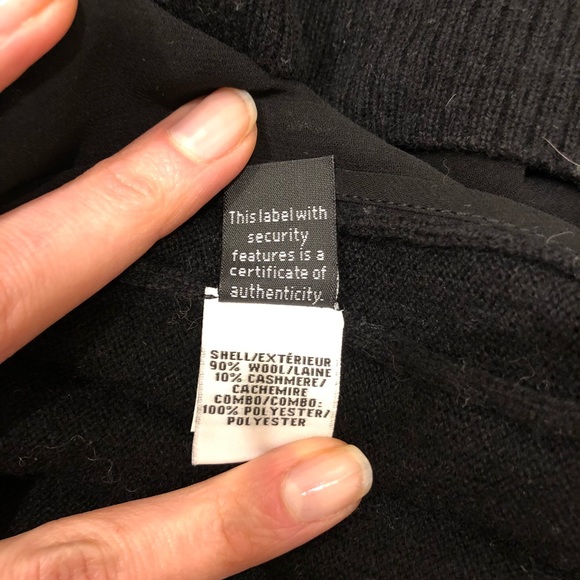 This label with
security
features is a
certificate of
authenticity.
SHELL/EXTÉRIEUR
90% WOOL/LAINE
10% CASHMERE/
CACHEMIRE
COMBO/COMBO:
100% POLYESTER/
POLYESTER